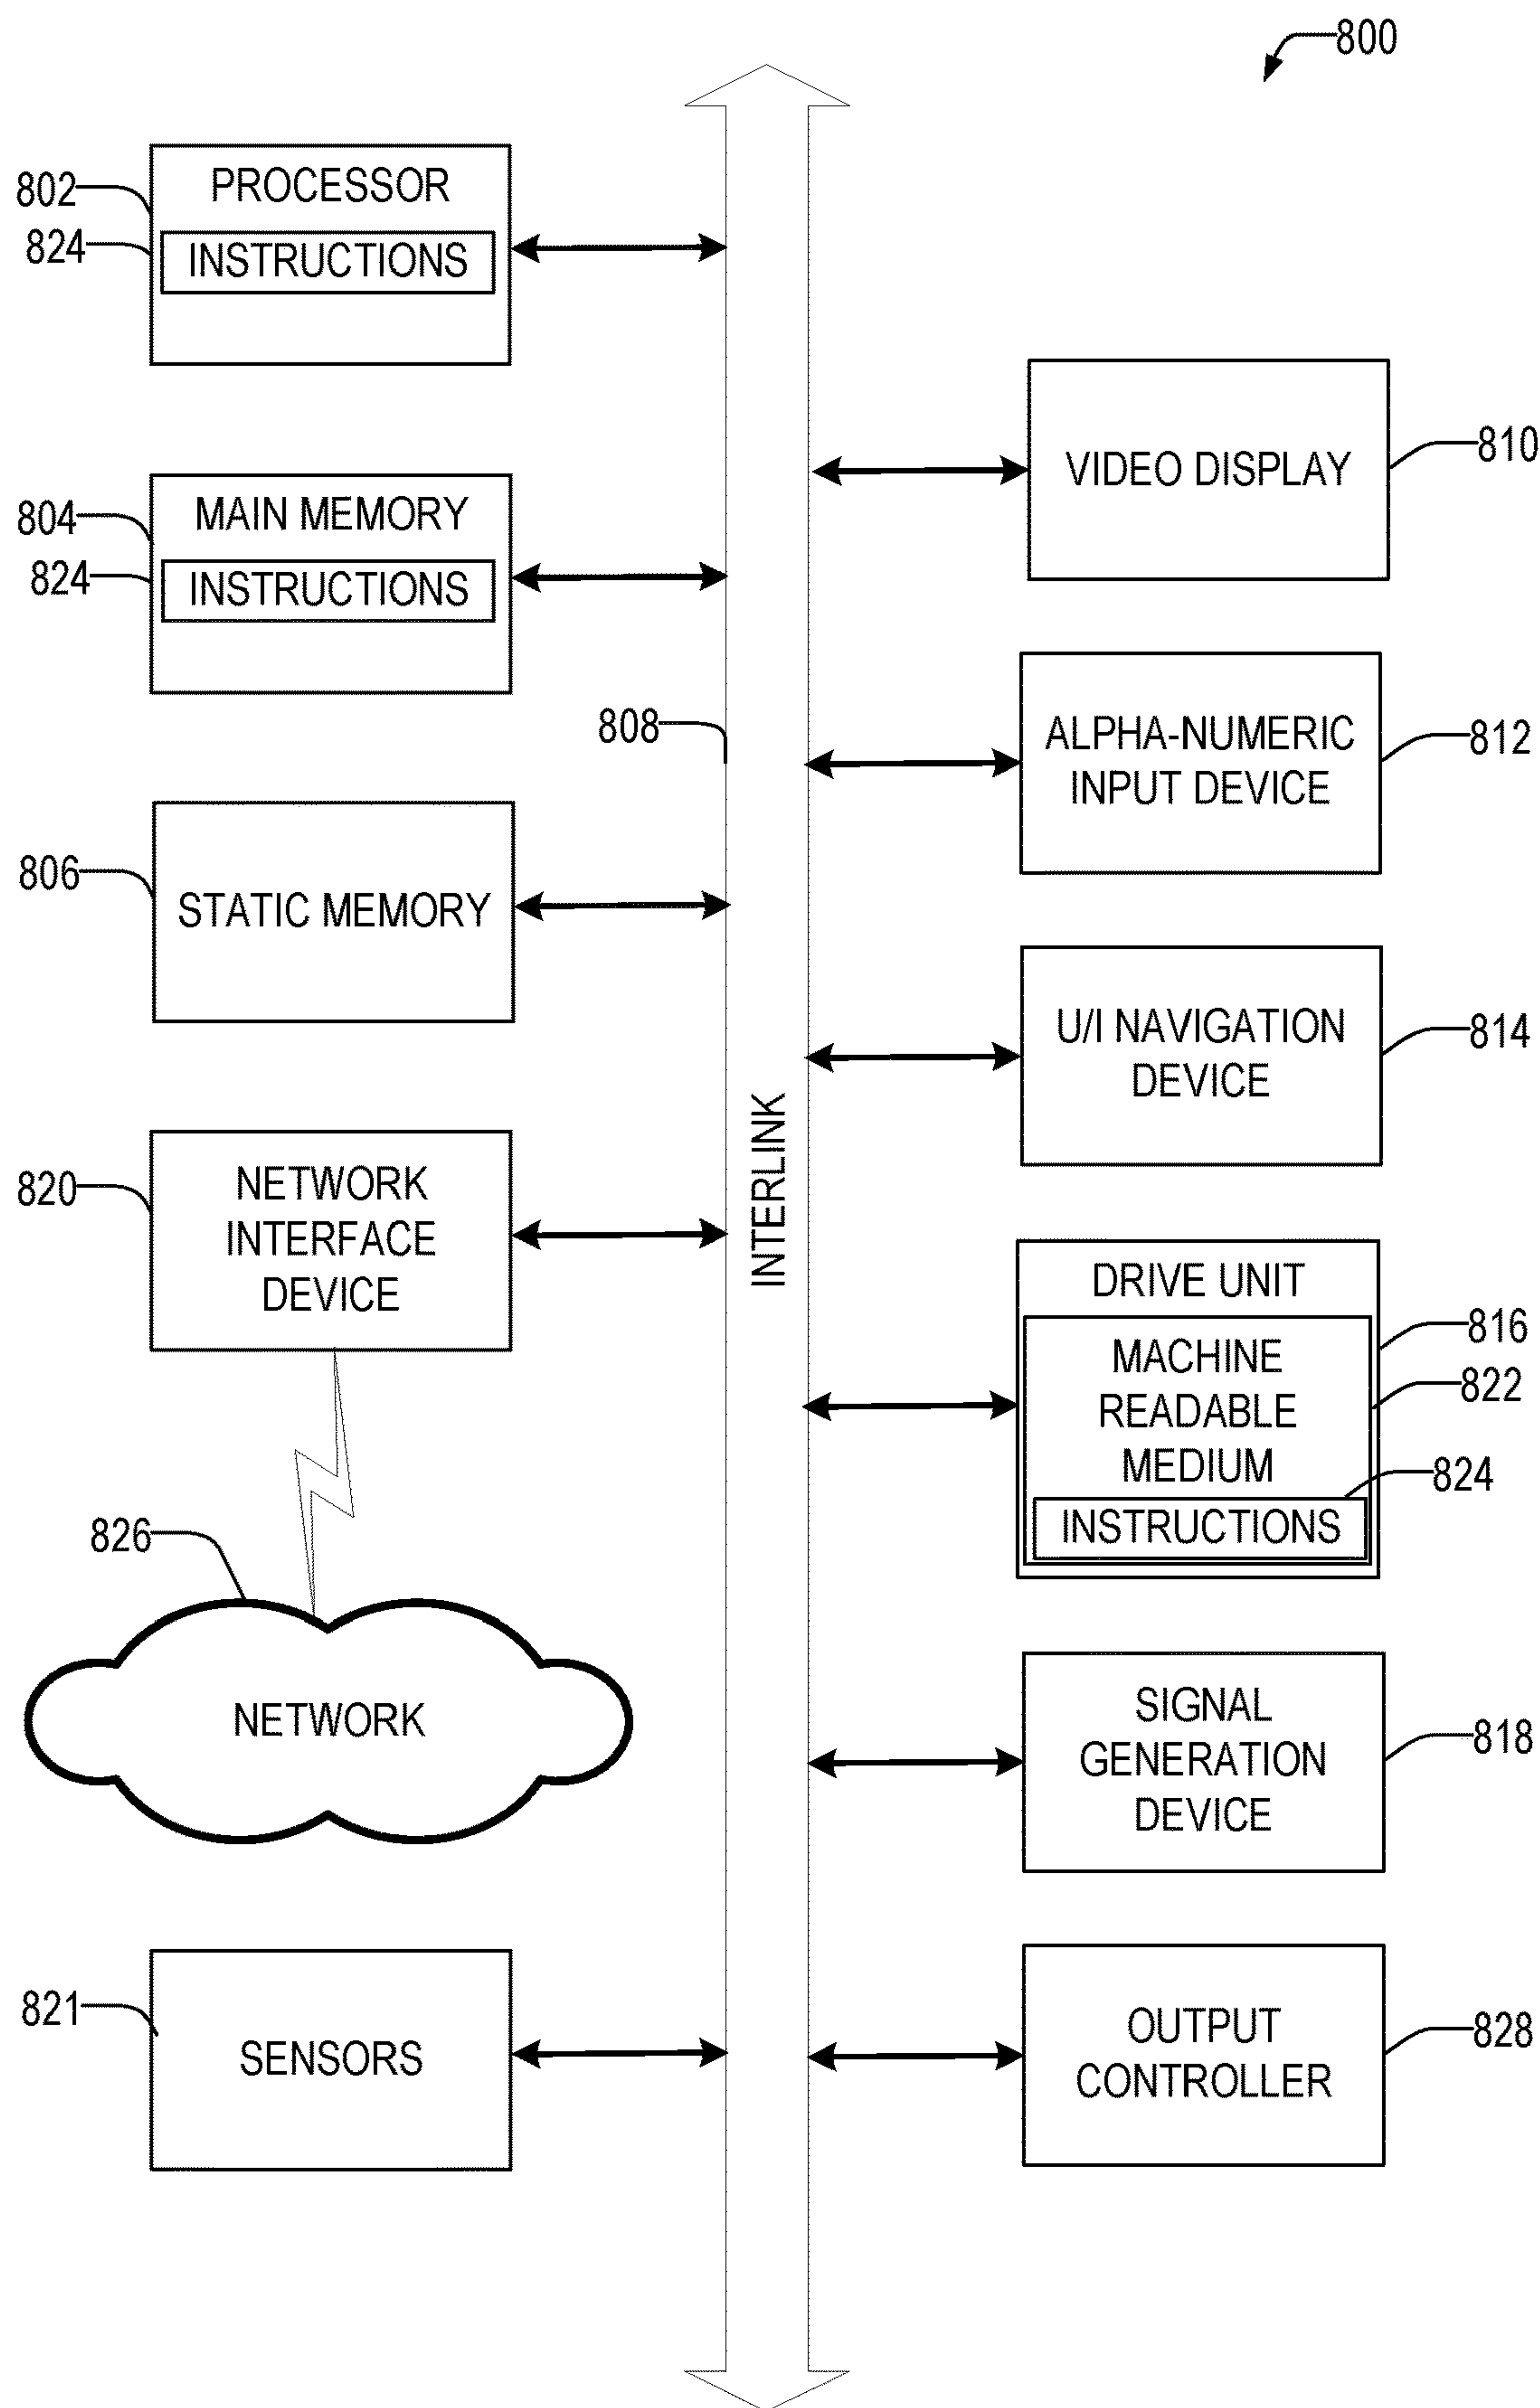 800
PROCESSOR
802
824
INSTRUCTIONS
MAIN MEMORY
804
824
INSTRUCTIONS
808
STATIC MEMORY
806
NETWORK
INTERFACE
DEVICE
820
826
NETWORK
821
SENSORS
INTERLINK
VIDEO DISPLAY
810
ALPHA-NUMERIC
INPUT DEVICE
812
U/I NAVIGATION
DEVICE
814
DRIVE UNIT
816
MACHINE
READABLE
MEDIUM
822
824
INSTRUCTIONS
SIGNAL
GENERATION
DEVICE
818
OUTPUT
CONTROLLER
828